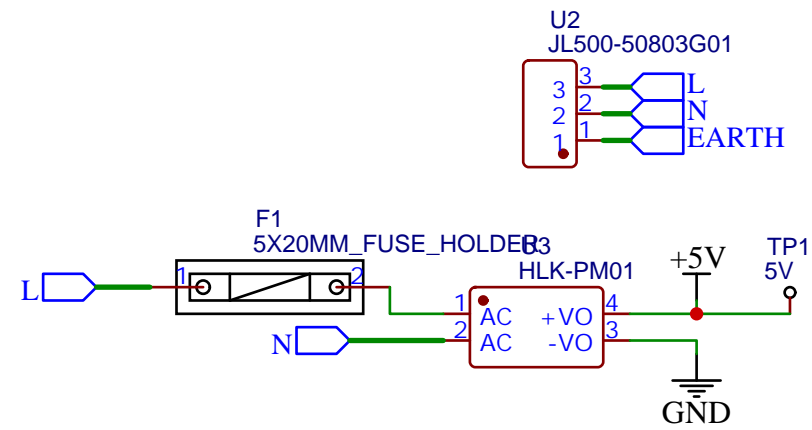 U2
JL500-50803G01
3 3 L
2 2 N
1 1 EARTH
F1
5X20MM_FUSE_HOLDER
U3
HLK-PM01
+5V
TP1
5V
L 1 2
1 AC +VO 4
N 2 AC -VO 3
GND